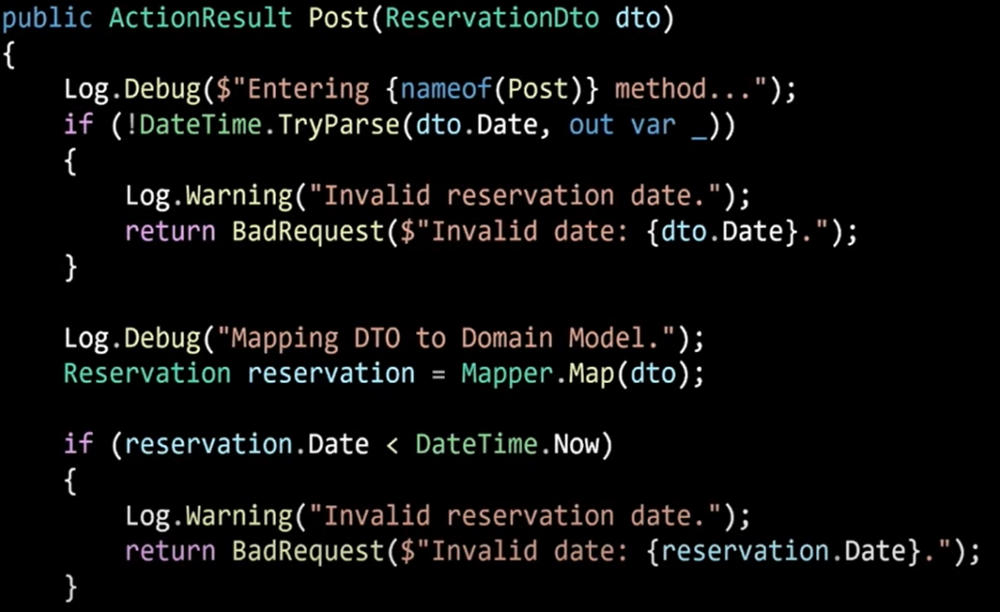 public ActionResult Post(ReservationDto dto)
{
    Log.Debug($"Entering {nameof(Post)} method...");
    if (!DateTime.TryParse(dto.Date, out var _))
    {
        Log.Warning("Invalid reservation date.");
        return BadRequest($"Invalid date: {dto.Date}.");
    }

    Log.Debug("Mapping DTO to Domain Model.");
    Reservation reservation = Mapper.Map(dto);

    if (reservation.Date < DateTime.Now)
    {
        Log.Warning("Invalid reservation date.");
        return BadRequest($"Invalid date: {reservation.Date}.");
    }